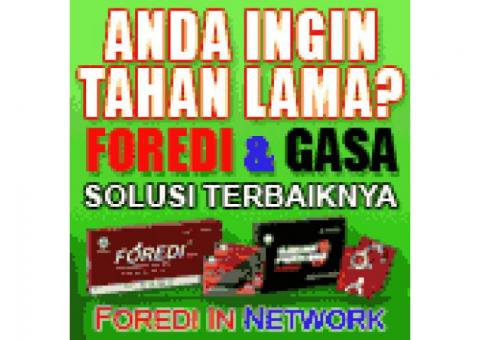 ANDA INGIN
TAHAN LAMA?
FOREDI & GASA
SOLUSI TERBAIKNYA
FOREDI
FOREDI IN NETWORK